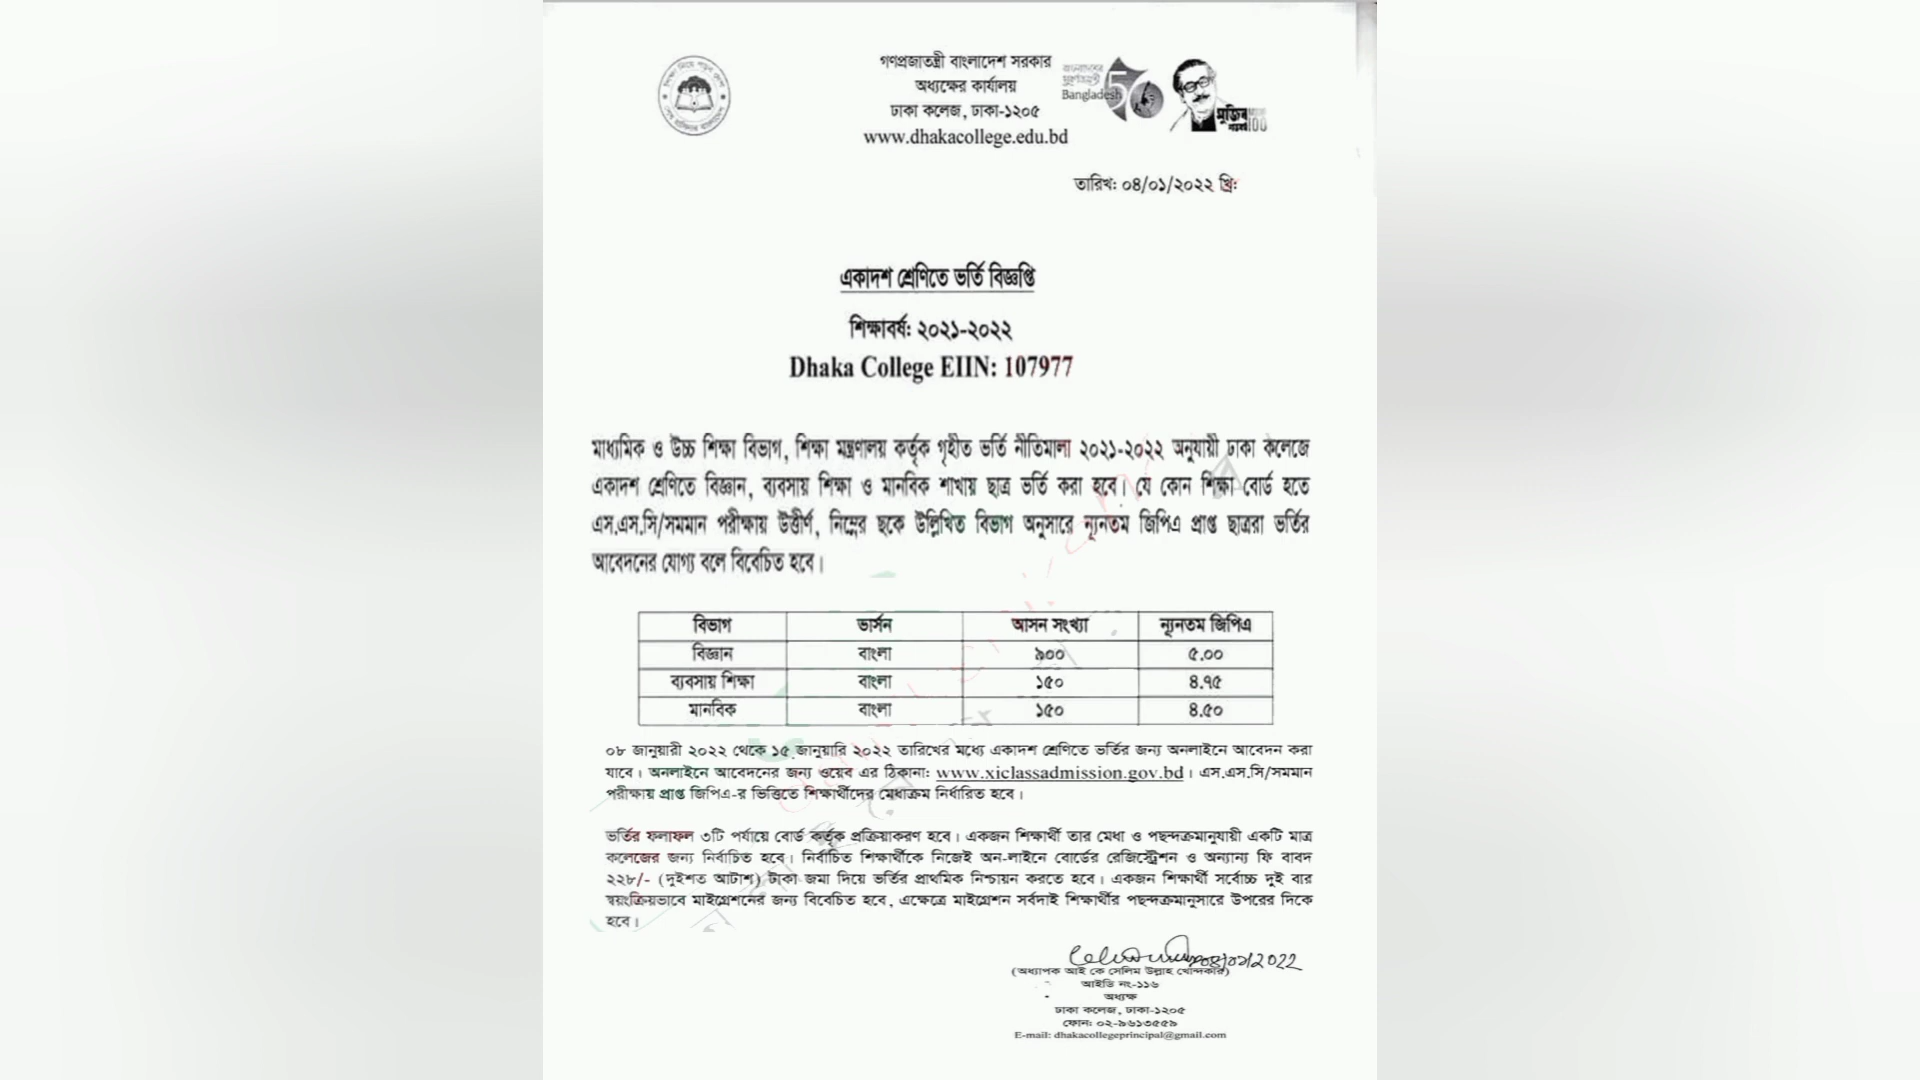 গণপ্রজাতন্ত্রী বাংলাদেশ সরকার
অধ্যক্ষের কার্যালয়
ঢাকা কলেজ, ঢাকা-১২০৫
www.dhakacollege.edu.bd
Bangladesh 50
মুজিব 100
তারিখ: ০৪/০১/২০২২ খ্রি:
একাদশ শ্রেণিতে ভর্তি বিজ্ঞপ্তি
শিক্ষাবর্ষ: ২০২১-২০২২
Dhaka College EIIN: 107977
মাধ্যমিক ও উচ্চ শিক্ষা বিভাগ, শিক্ষা মন্ত্রণালয় কর্তৃক গৃহীত ভর্তি নীতিমালা ২০২১-২০২২ অনুযায়ী ঢাকা কলেজে
একাদশ শ্রেণিতে বিজ্ঞান, ব্যবসায় শিক্ষা ও মানবিক শাখায় ছাত্র ভর্তি করা হবে। যে কোন শিক্ষা বোর্ড হতে
এস.এস.সি/সমমান পরীক্ষায় উত্তীর্ণ, নিম্নের ছকে উল্লিখিত বিভাগ অনুসারে ন্যূনতম জিপিএ প্রাপ্ত ছাত্ররা ভর্তির
আবেদনের যোগ্য বলে বিবেচিত হবে।
বিভাগ ভার্সন আসন সংখ্যা ন্যূনতম জিপিএ
বিজ্ঞান বাংলা ৯০০ ৫.০০
ব্যবসায় শিক্ষা বাংলা ১৫০ ৪.৭৫
মানবিক বাংলা ১৫০ ৪.৫০
০৮ জানুয়ারী ২০২২ থেকে ১৫ জানুয়ারি ২০২২ তারিখের মধ্যে একাদশ শ্রেণিতে ভর্তির জন্য অনলাইনে আবেদন করা
যাবে। অনলাইনে আবেদনের জন্য ওয়েব এর ঠিকানা: www.xiclassadmission.gov.bd। এস.এস.সি/সমমান
পরীক্ষায় প্রাপ্ত জিপিএ-র ভিত্তিতে শিক্ষার্থীদের মেধাক্রম নির্ধারিত হবে।
ভর্তির ফলাফল ৩টি পর্যায়ে বোর্ড কর্তৃক প্রক্রিয়াকরণ হবে। একজন শিক্ষার্থী তার মেধা ও পছন্দক্রমানুযায়ী একটি মাত্র
কলেজের জন্য নির্বাচিত হবে। নির্বাচিত শিক্ষার্থীকে নিজেই অন-লাইনে বোর্ডের রেজিস্ট্রেশন ও অন্যান্য ফি বাবদ
২২৮/- (দুইশত আটাশ) টাকা জমা দিয়ে ভর্তির প্রাথমিক নিশ্চায়ন করতে হবে। একজন শিক্ষার্থী সর্বোচ্চ দুই বার
স্বয়ংক্রিয়ভাবে মাইগ্রেশনের জন্য বিবেচিত হবে, এক্ষেত্রে মাইগ্রেশন সর্বদাই শিক্ষার্থীর পছন্দক্রমানুসারে উপরের দিকে
হবে।
০৪/০১/2022
(অধ্যাপক আই কে সেলিম উল্লাহ খোন্দকার)
আইডি নং-১১৬
অধ্যক্ষ
ঢাকা কলেজ, ঢাকা-১২০৫
ফোন: ০২-৯৬১৩৫৫৯
E-mail: dhakacollegeprincipal@gmail.com